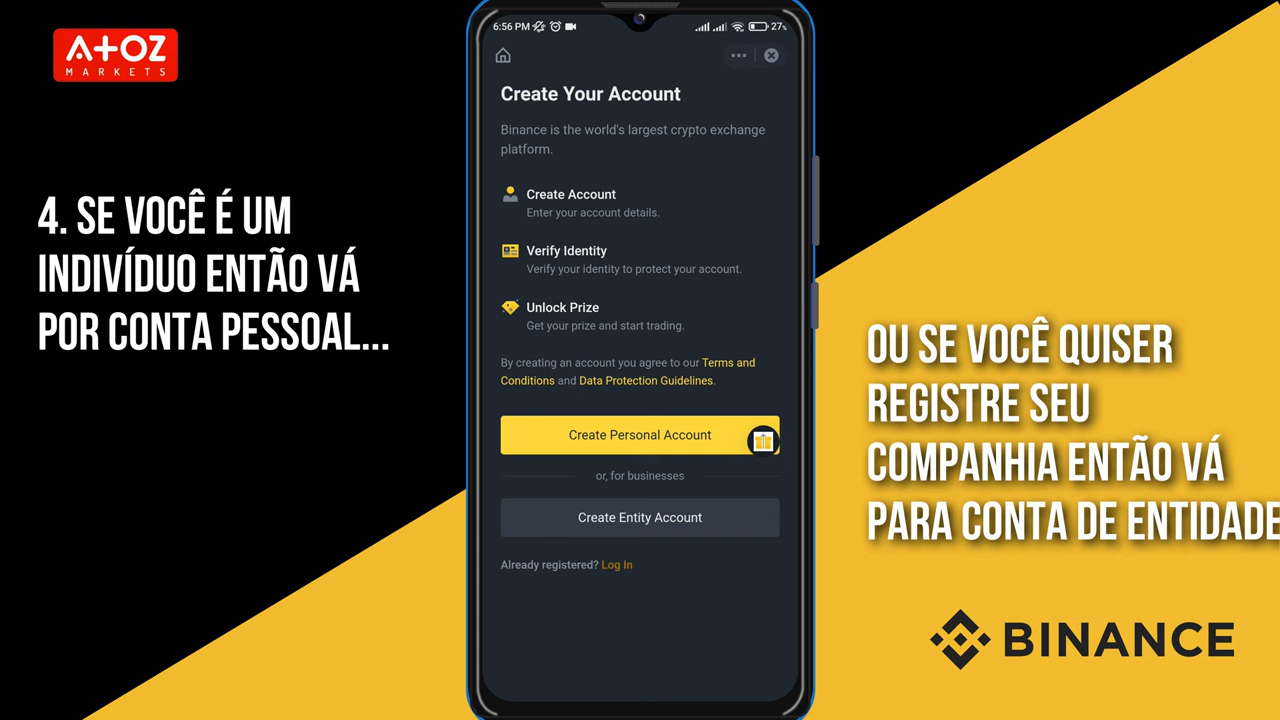 A+OZ
MARKETS
4. SE VOCÊ É UM
INDIVÍDUO ENTÃO VÁ
POR CONTA PESSOAL...
6:56 PM
27%
Create Your Account
Binance is the world's largest crypto exchange
platform.
Create Account
Enter your account details.
Verify Identity
Verify your identity to protect your account.
Unlock Prize
Get your prize and start trading.
By creating an account you agree to our Terms and
Conditions and Data Protection Guidelines.
Create Personal Account
or, for businesses
Create Entity Account
Already registered? Log In
OU SE VOCÊ QUISER
REGISTRE SEU
COMPANHIA ENTÃO VÁ
PARA CONTA DE ENTIDADE
BINANCE